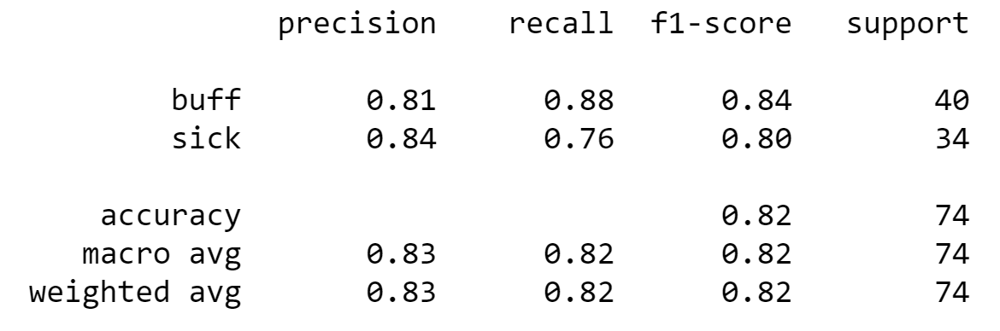 precision recall f1-score support
buff 0.81 0.88 0.84 40
sick 0.84 0.76 0.80 34
accuracy 0.82 74
macro avg 0.83 0.82 0.82 74
weighted avg 0.83 0.82 0.82 74